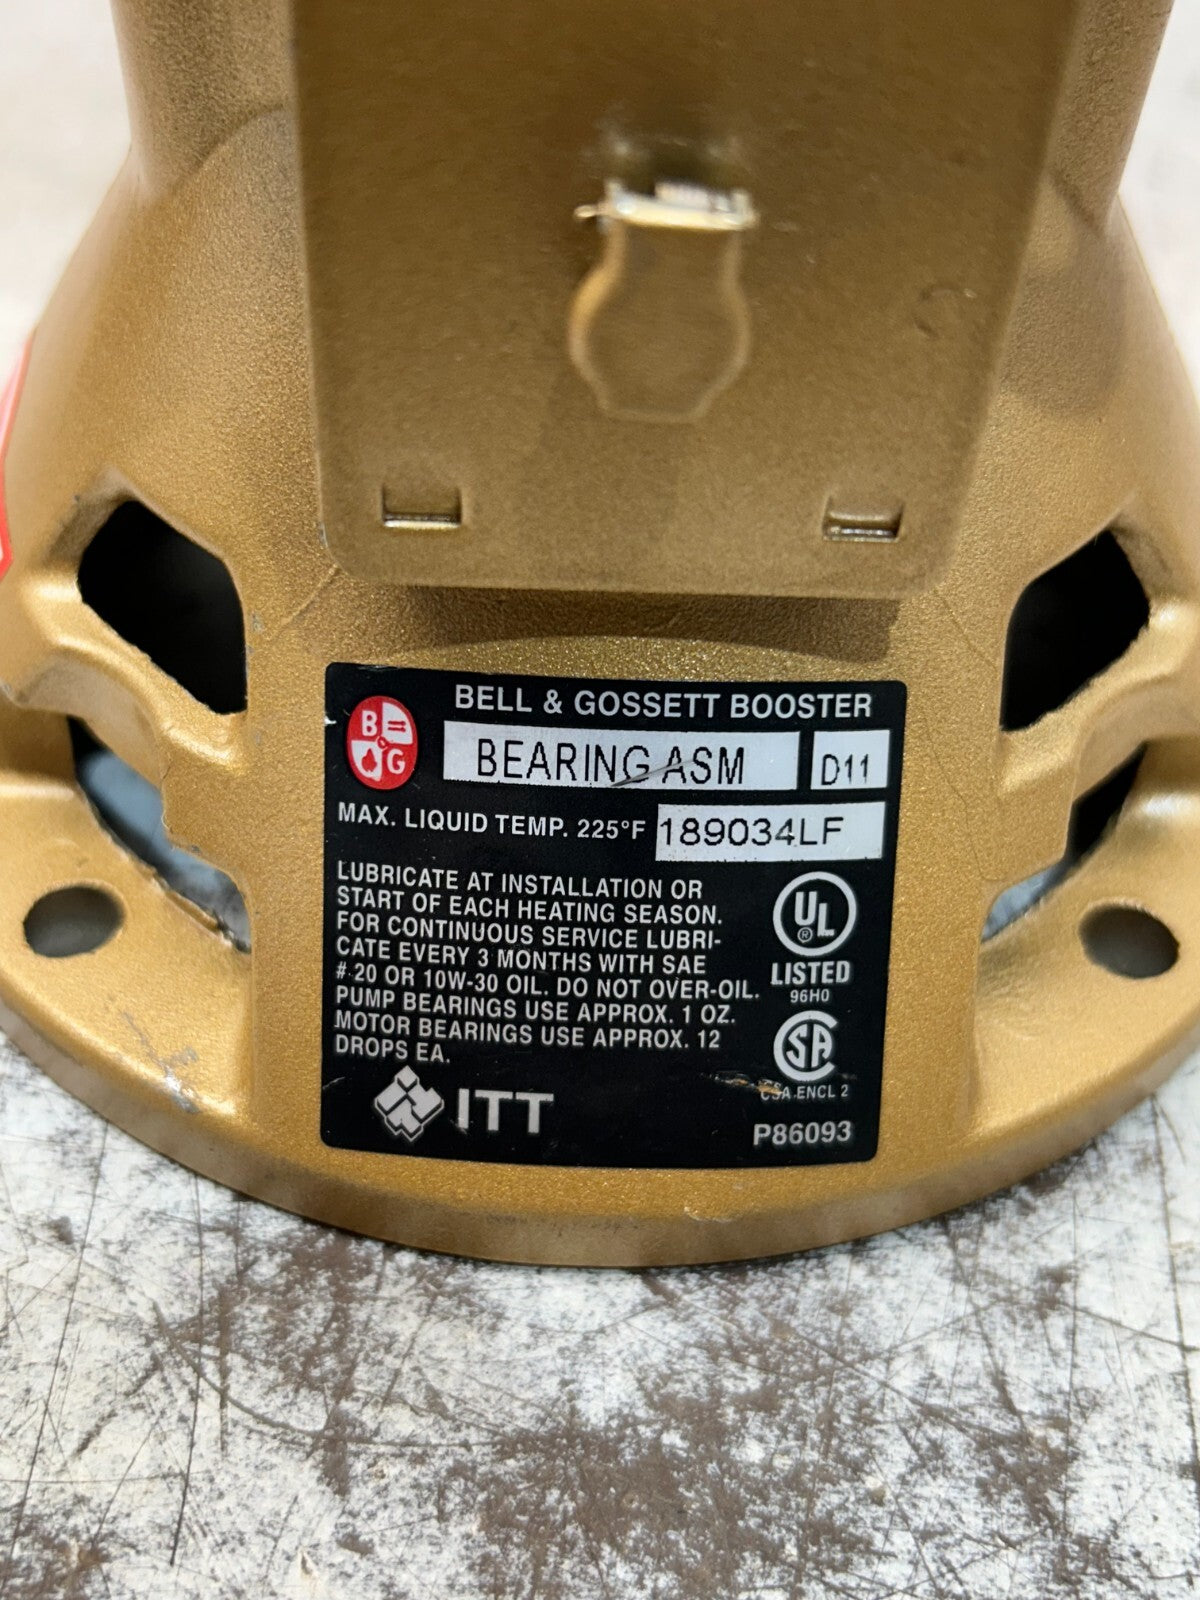 BELL & GOSSETT BOOSTER
B G
BEARING ASM D11
MAX. LIQUID TEMP. 225°F 189034LF
LUBRICATE AT INSTALLATION OR
START OF EACH HEATING SEASON.
FOR CONTINUOUS SERVICE LUBRI-
CATE EVERY 3 MONTHS WITH SAE
# 20 OR 10W-30 OIL. DO NOT OVER-OIL.
PUMP BEARINGS USE APPROX. 1 OZ.
MOTOR BEARINGS USE APPROX. 12
DROPS EA.
UL ®
LISTED
96H0
SA
CSA ENCL 2
ITT
P86093